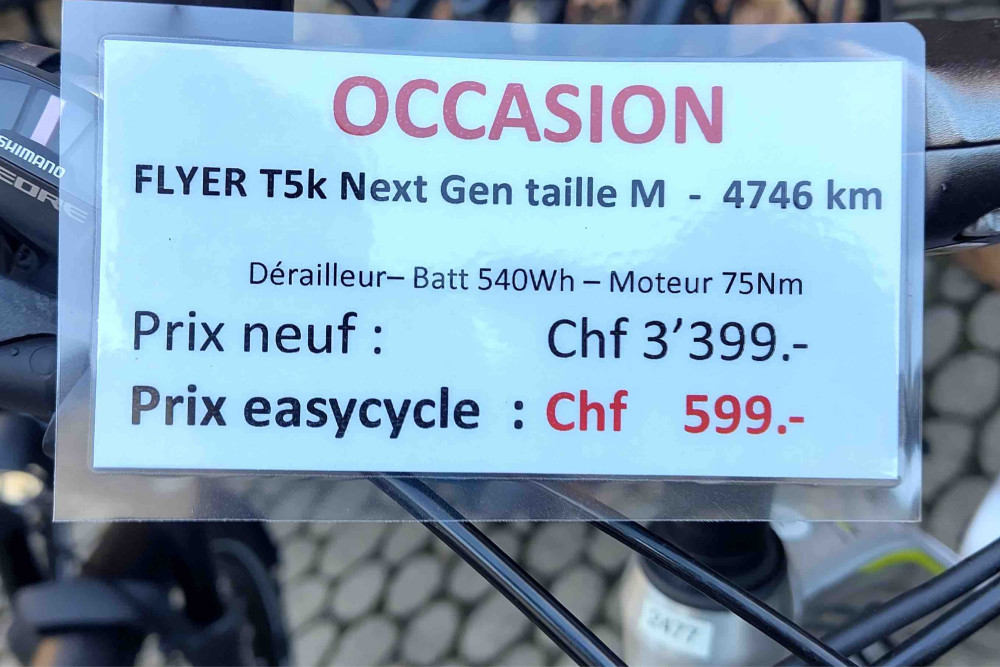 OCCASION
FLYER T5k Next Gen taille M - 4746 km
Dérailleur– Batt 540Wh – Moteur 75Nm
Prix neuf : Chf 3’399.-
Prix easycycle : Chf 599.-
SHIMANO
2477